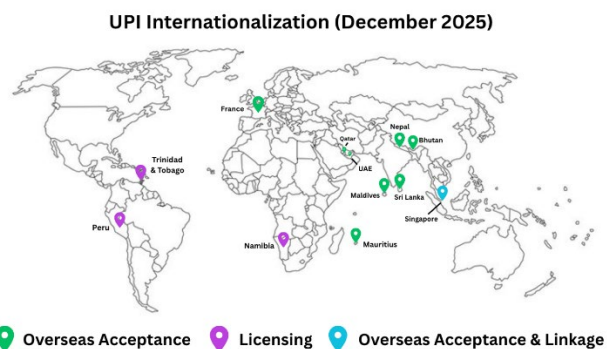 UPI Internationalization (December 2025)
France
Nepal
Qatar
Bhutan
UAE
Trinidad
& Tobago
Maldives
Sri Lanka
Singapore
Peru
Namibia
Mauritius
Overseas Acceptance
Licensing
Overseas Acceptance & Linkage